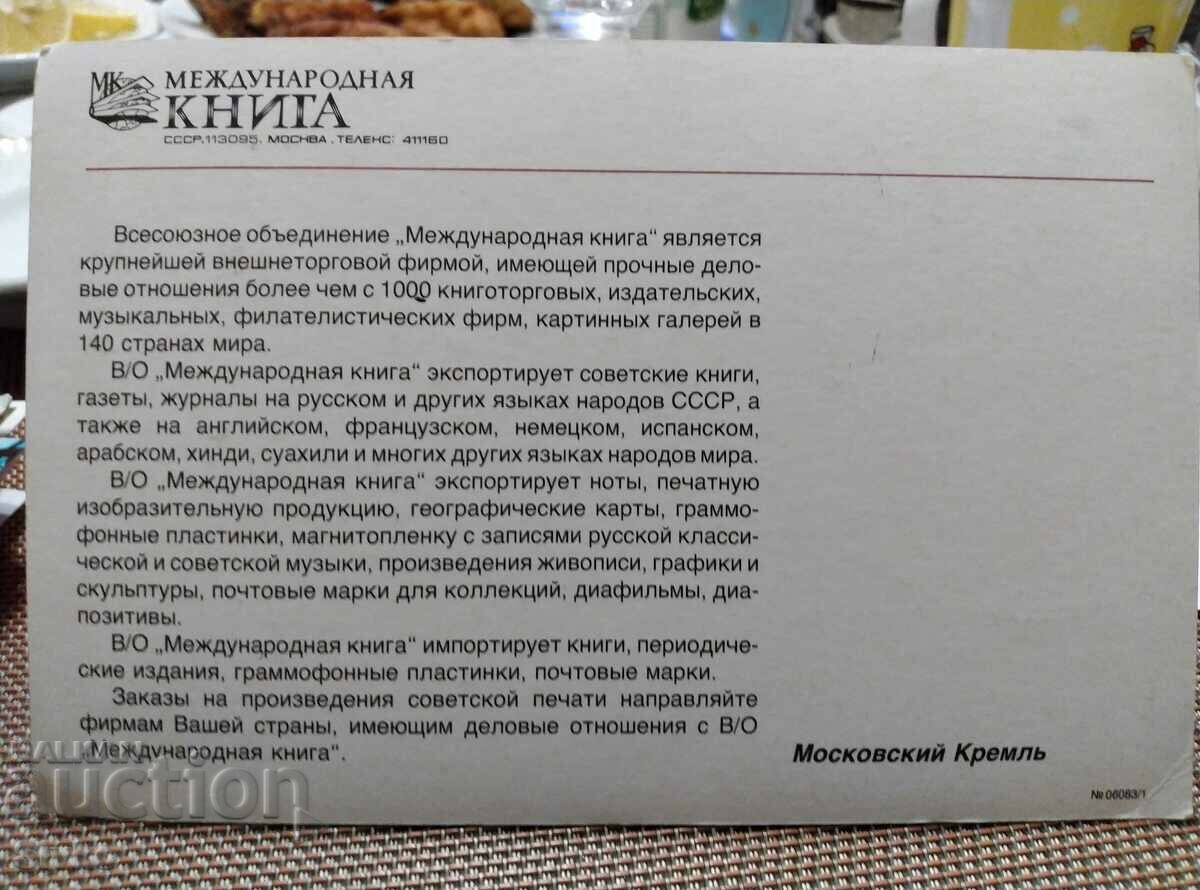 МК МЕЖДУНАРОДНАЯ
КНИГА
СССР, 113095, МОСКВА, ТЕЛЕКС: 411160
Всесоюзное объединение „Международная книга“ является
крупнейшей внешнеторговой фирмой, имеющей прочные дело-
вые отношения более чем с 1000 книготорговых, издательских,
музыкальных, филателистических фирм, картинных галерей в
140 странах мира.
В/О „Международная книга“ экспортирует советские книги,
газеты, журналы на русском и других языках народов СССР, а
также на английском, французском, немецком, испанском,
арабском, хинди, суахили и многих других языках народов мира.
В/О „Международная книга“ экспортирует ноты, печатную
изобразительную продукцию, географические карты, граммо-
фонные пластинки, магнитопленку с записями русской класси-
ческой и советской музыки, произведения живописи, графики и
скульптуры, почтовые марки для коллекций, диафильмы, диа-
позитивы.
В/О „Международная книга“ импортирует книги, периодиче-
ские издания, граммофонные пластинки, почтовые марки.
Заказы на произведения советской печати направляйте
фирмам Вашей страны, имеющим деловые отношения с В/О
„Международная книга“.
Московский Кремль
№ 06083/1
auction